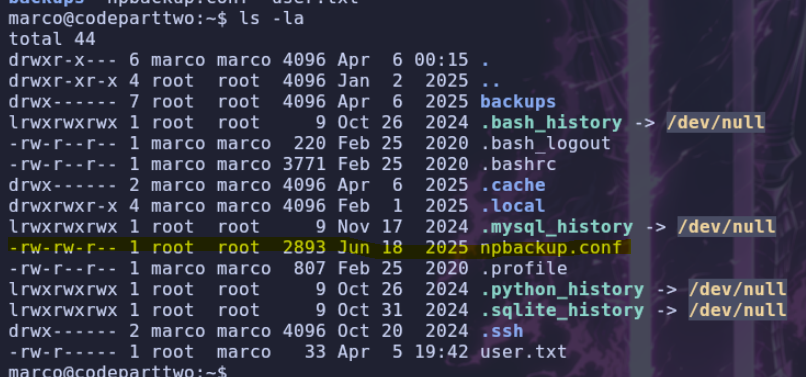 backups npbackup.conf user.txt
marco@codeparttwo:~$ ls -la
total 44
drwxr-x--- 6 marco marco 4096 Apr  6 00:15 .
drwxr-xr-x 4 root  root  4096 Jan  2  2025 ..
drwx------ 7 root  root  4096 Apr  6  2025 backups
lrwxrwxrwx 1 root  root     9 Oct 26  2024 .bash_history -> /dev/null
-rw-r--r-- 1 marco marco  220 Feb 25  2020 .bash_logout
-rw-r--r-- 1 marco marco 3771 Feb 25  2020 .bashrc
drwx------ 2 marco marco 4096 Apr  6  2025 .cache
drwxrwxr-x 4 marco marco 4096 Feb  1  2025 .local
lrwxrwxrwx 1 root  root     9 Nov 17  2024 .mysql_history -> /dev/null
-rw-rw-r-- 1 root  root  2893 Jun 18  2025 npbackup.conf
-rw-r--r-- 1 marco marco  807 Feb 25  2020 .profile
lrwxrwxrwx 1 root  root     9 Oct 26  2024 .python_history -> /dev/null
lrwxrwxrwx 1 root  root     9 Oct 31  2024 .sqlite_history -> /dev/null
drwx------ 2 marco marco 4096 Oct 20  2024 .ssh
-rw-r----- 1 root  marco   33 Apr  5 19:42 user.txt
marco@codeparttwo:~$